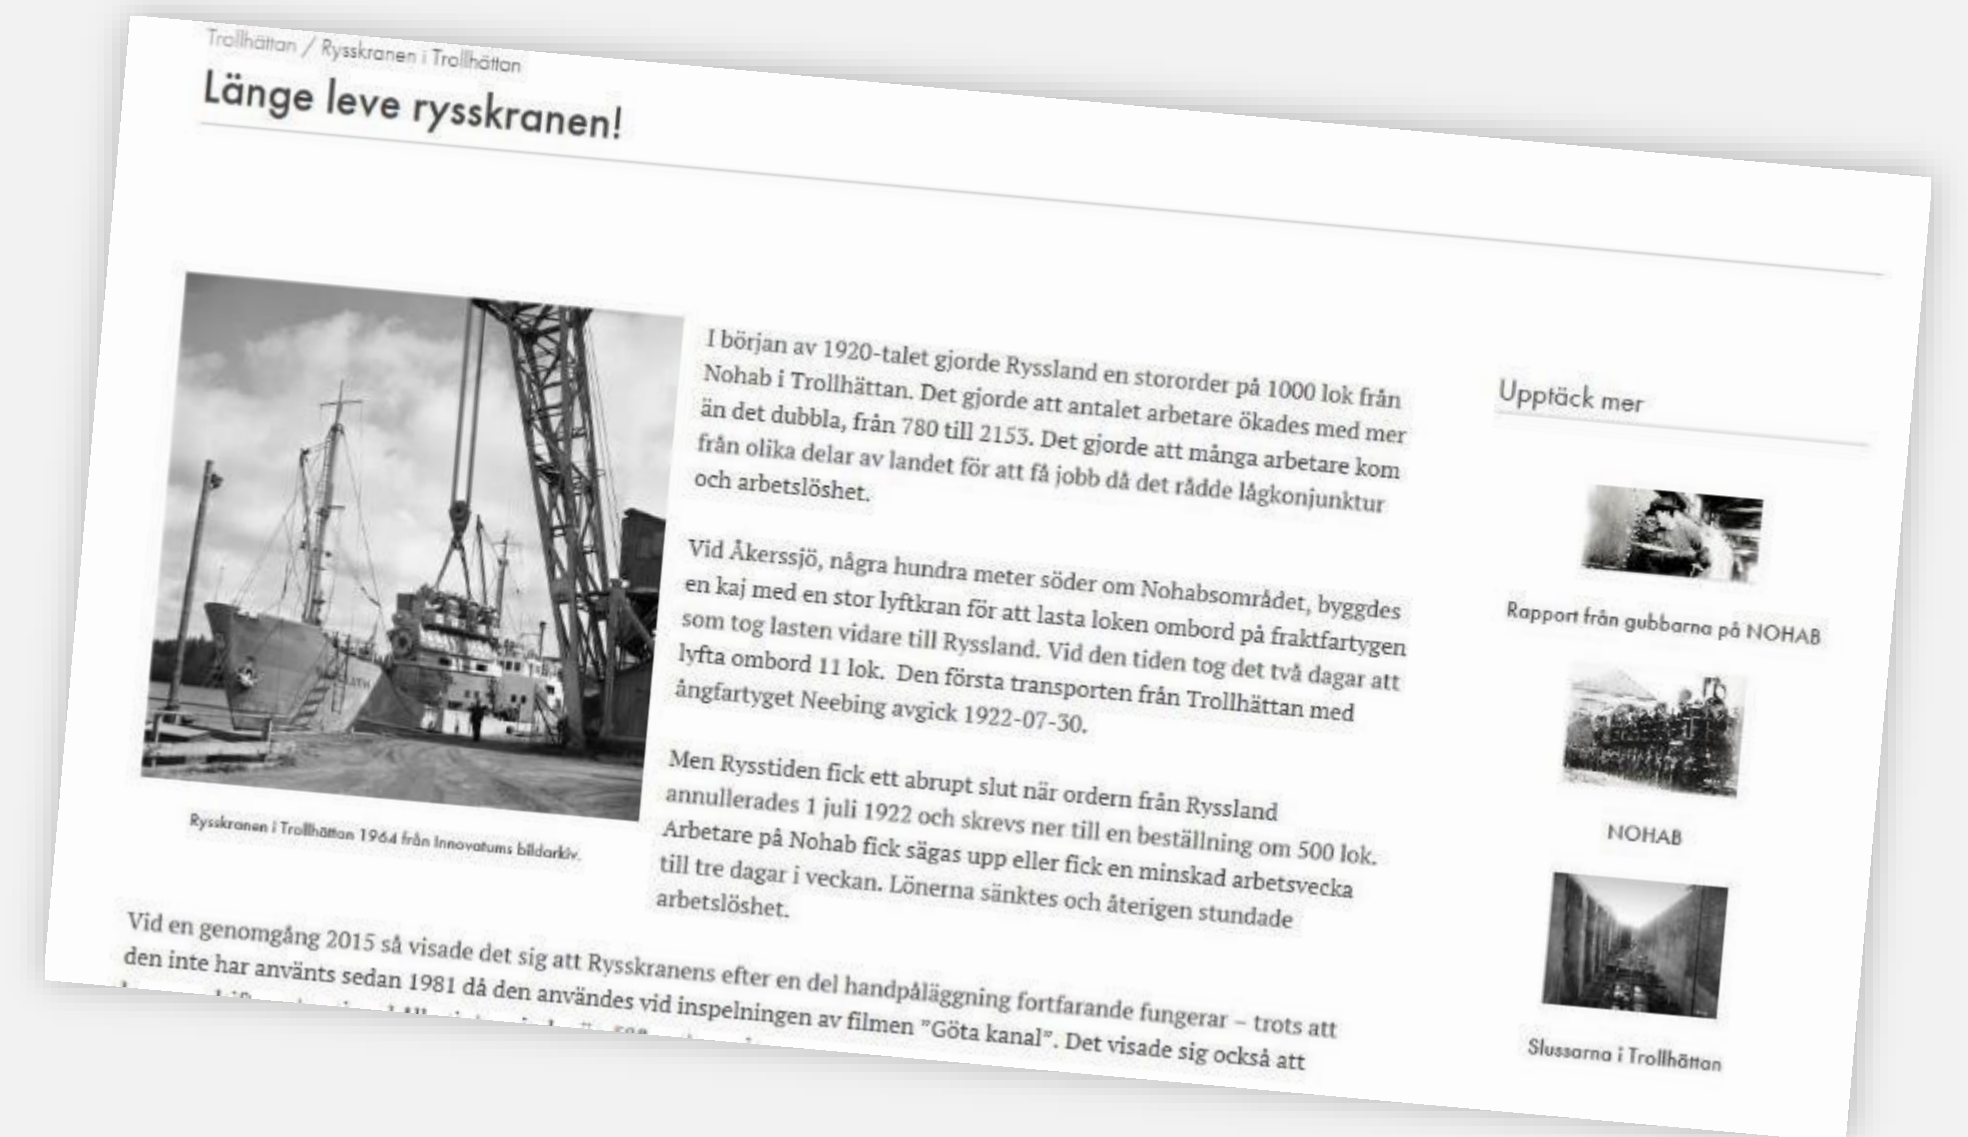 Trollhättan / Rysskranen i Trollhättan
Länge leve rysskranen!
I början av 1920-talet gjorde Ryssland en stororder på 1000 lok från
Nohab i Trollhättan. Det gjorde att antalet arbetare ökades med mer
än det dubbla, från 780 till 2153. Det gjorde att många arbetare kom
från olika delar av landet för att få jobb då det rådde lågkonjunktur
och arbetslöshet.
Vid Åkerssjö, några hundra meter söder om Nohabsområdet, byggdes
en kaj med en stor lyftkran för att lasta loken ombord på fraktfartygen
som tog lasten vidare till Ryssland. Vid den tiden tog det två dagar att
lyfta ombord 11 lok. Den första transporten från Trollhättan med
ångfartyget Neebing avgick 1922-07-30.
Men Rysstiden fick ett abrupt slut när ordern från Ryssland
annullerades 1 juli 1922 och skrevs ner till en beställning om 500 lok.
Arbetare på Nohab fick sägas upp eller fick en minskad arbetsvecka
till tre dagar i veckan. Lönerna sänktes och återigen stundade
arbetslöshet.
Rysskranen i Trollhättan 1964 från Innovatums bildarkiv.
Vid en genomgång 2015 så visade det sig att Rysskranens efter en del handpåläggning fortfarande fungerar – trots att
den inte har använts sedan 1981 då den användes vid inspelningen av filmen ”Göta kanal”. Det visade sig också att
Upptäck mer
Rapport från gubbarna på NOHAB
NOHAB
Slussarna i Trollhättan